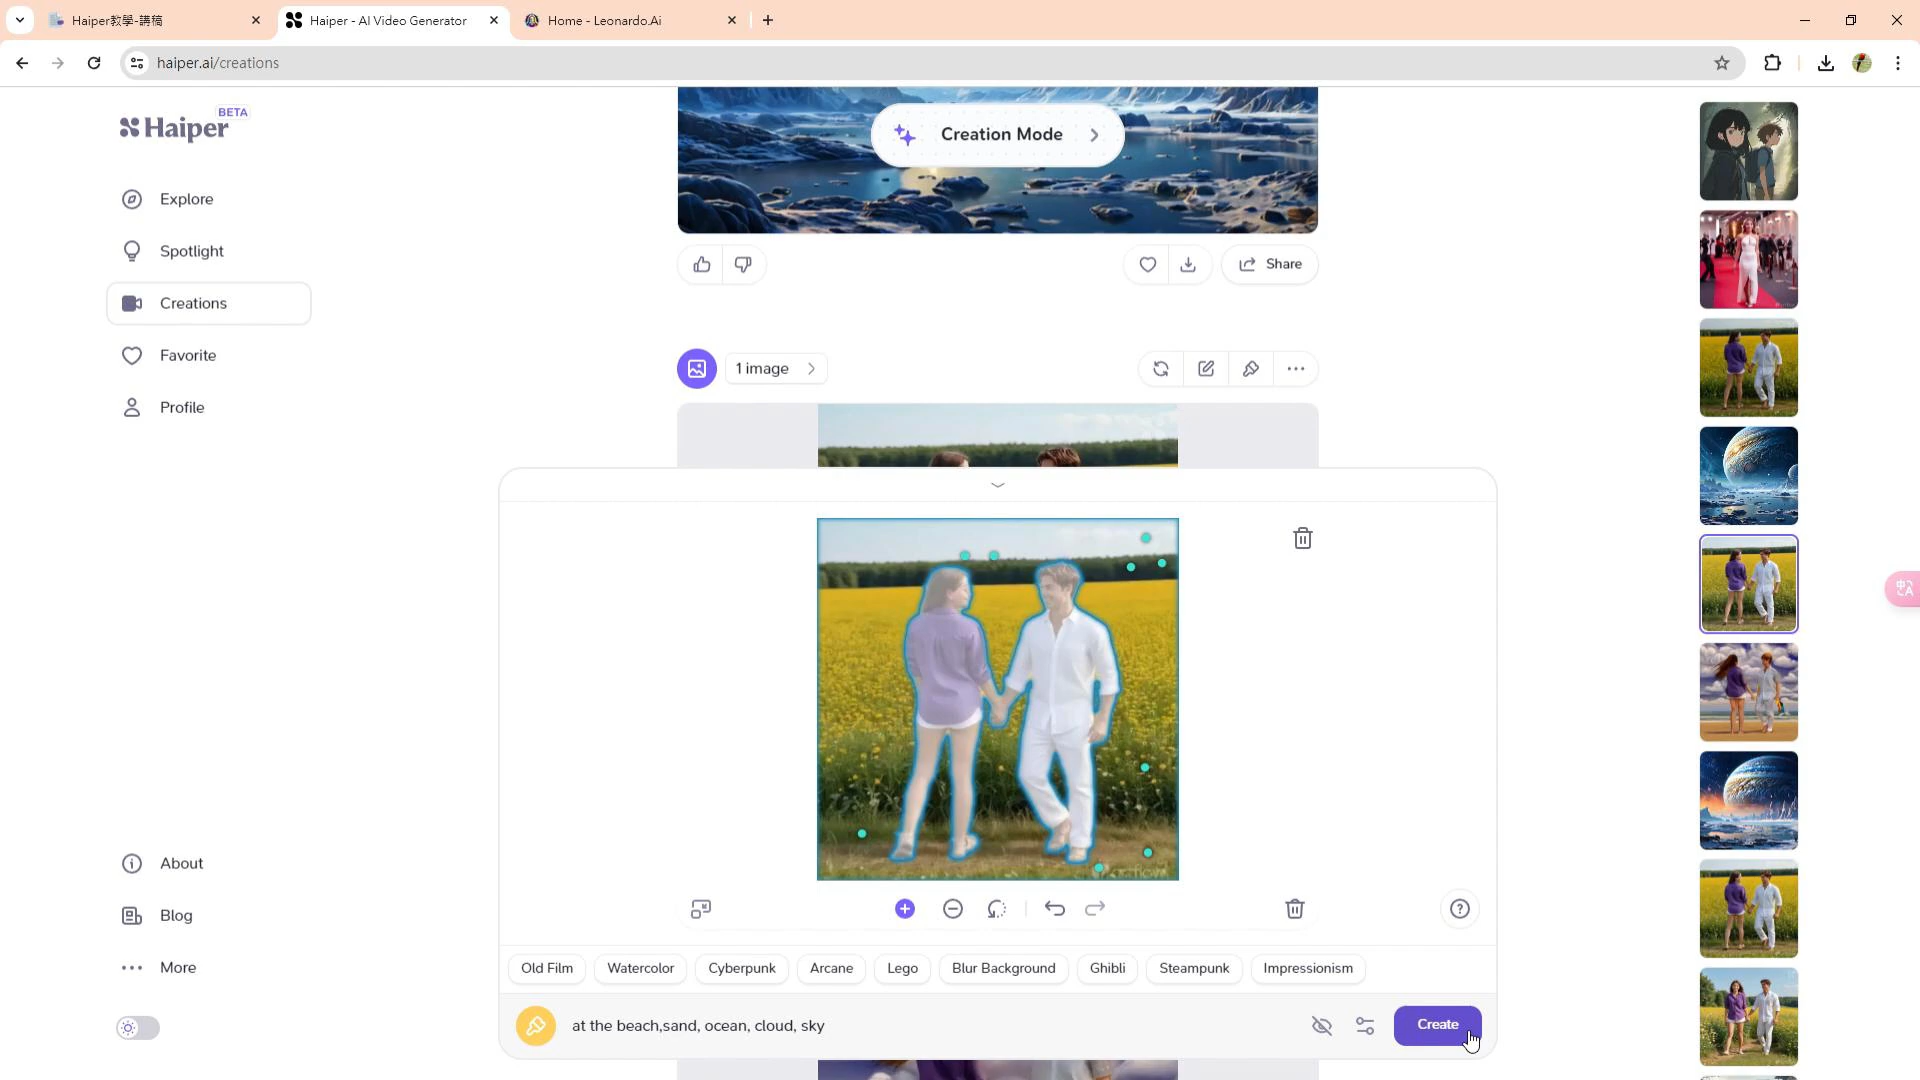 Haiper教學-講稿
Haiper - AI Video Generator
Home - Leonardo.Ai
haiper.ai/creations
Haiper BETA
Creation Mode
Explore
Spotlight
Creations
Favorite
Profile
Share
1 image
About
Blog
More
Old Film
Watercolor
Cyberpunk
Arcane
Lego
Blur Background
Ghibli
Steampunk
Impressionism
at the beach,sand, ocean, cloud, sky
Create